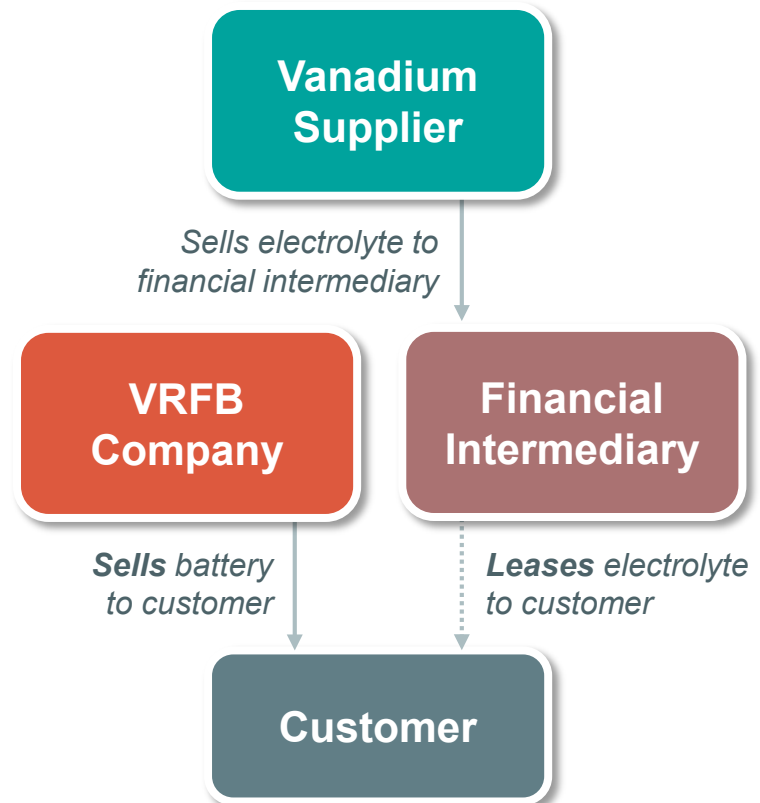 Vanadium
Supplier
Sells electrolyte to
financial intermediary
VRFB
Company
Financial
Intermediary
Sells battery
to customer
Leases electrolyte
to customer
Customer